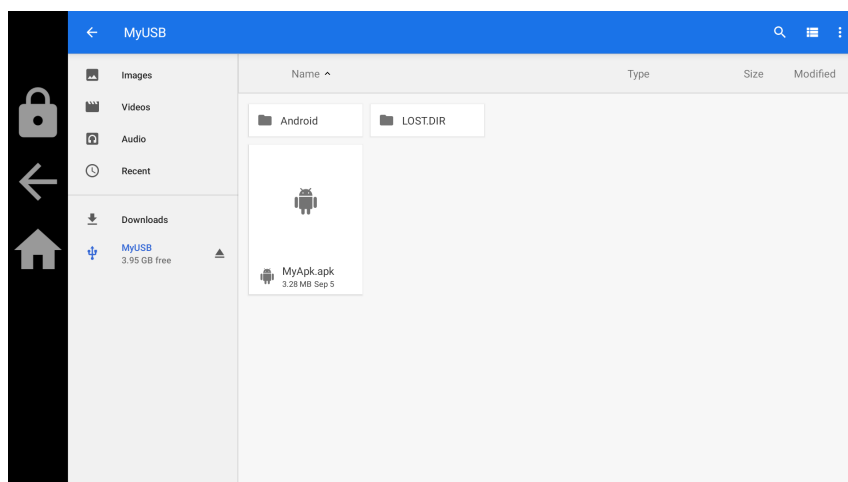 MyUSB
Images
Videos
Audio
Recent
Downloads
MyUSB
3.95 GB free
Name Type Size Modified
Android LOST.DIR
MyApk.apk
3.28 MB Sep 5